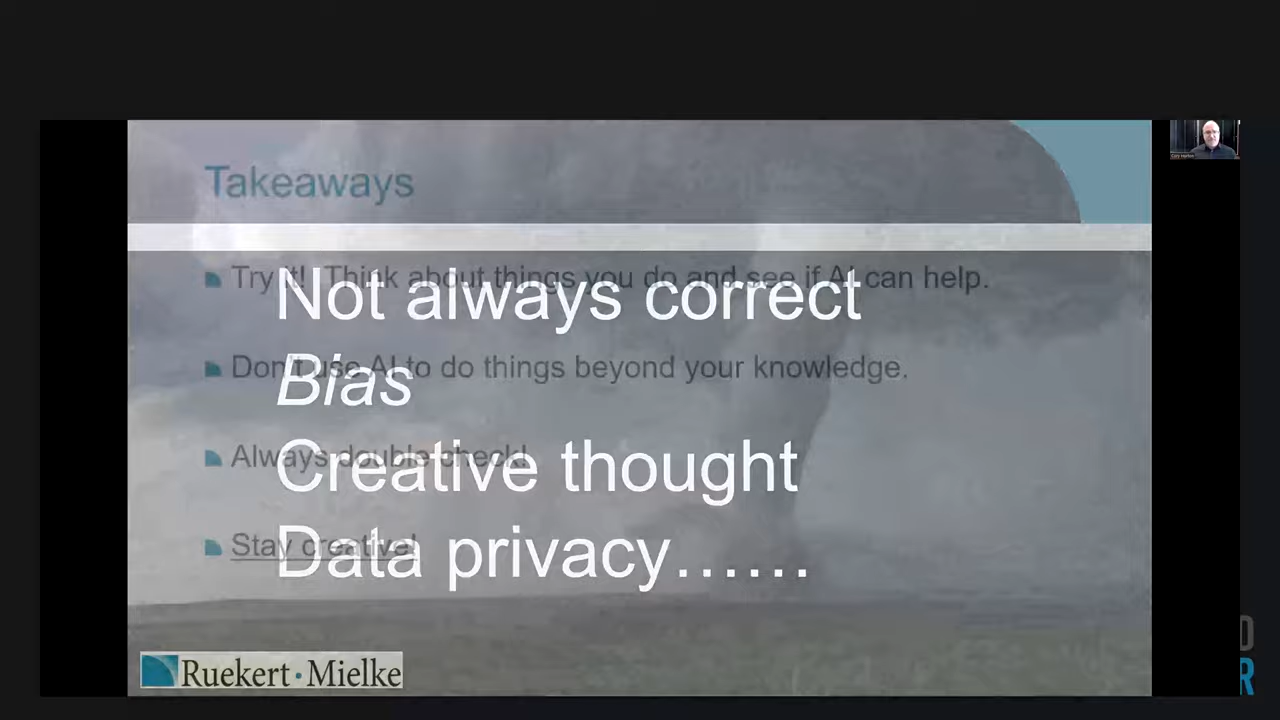 Takeaways
Try it! Think about things you do and see if AI can help.
Not always correct
Don't use AI to do things beyond your knowledge.
Bias
Always double check!
Creative thought
Stay creative!
Data privacy……
Ruekert·Mielke
D
R